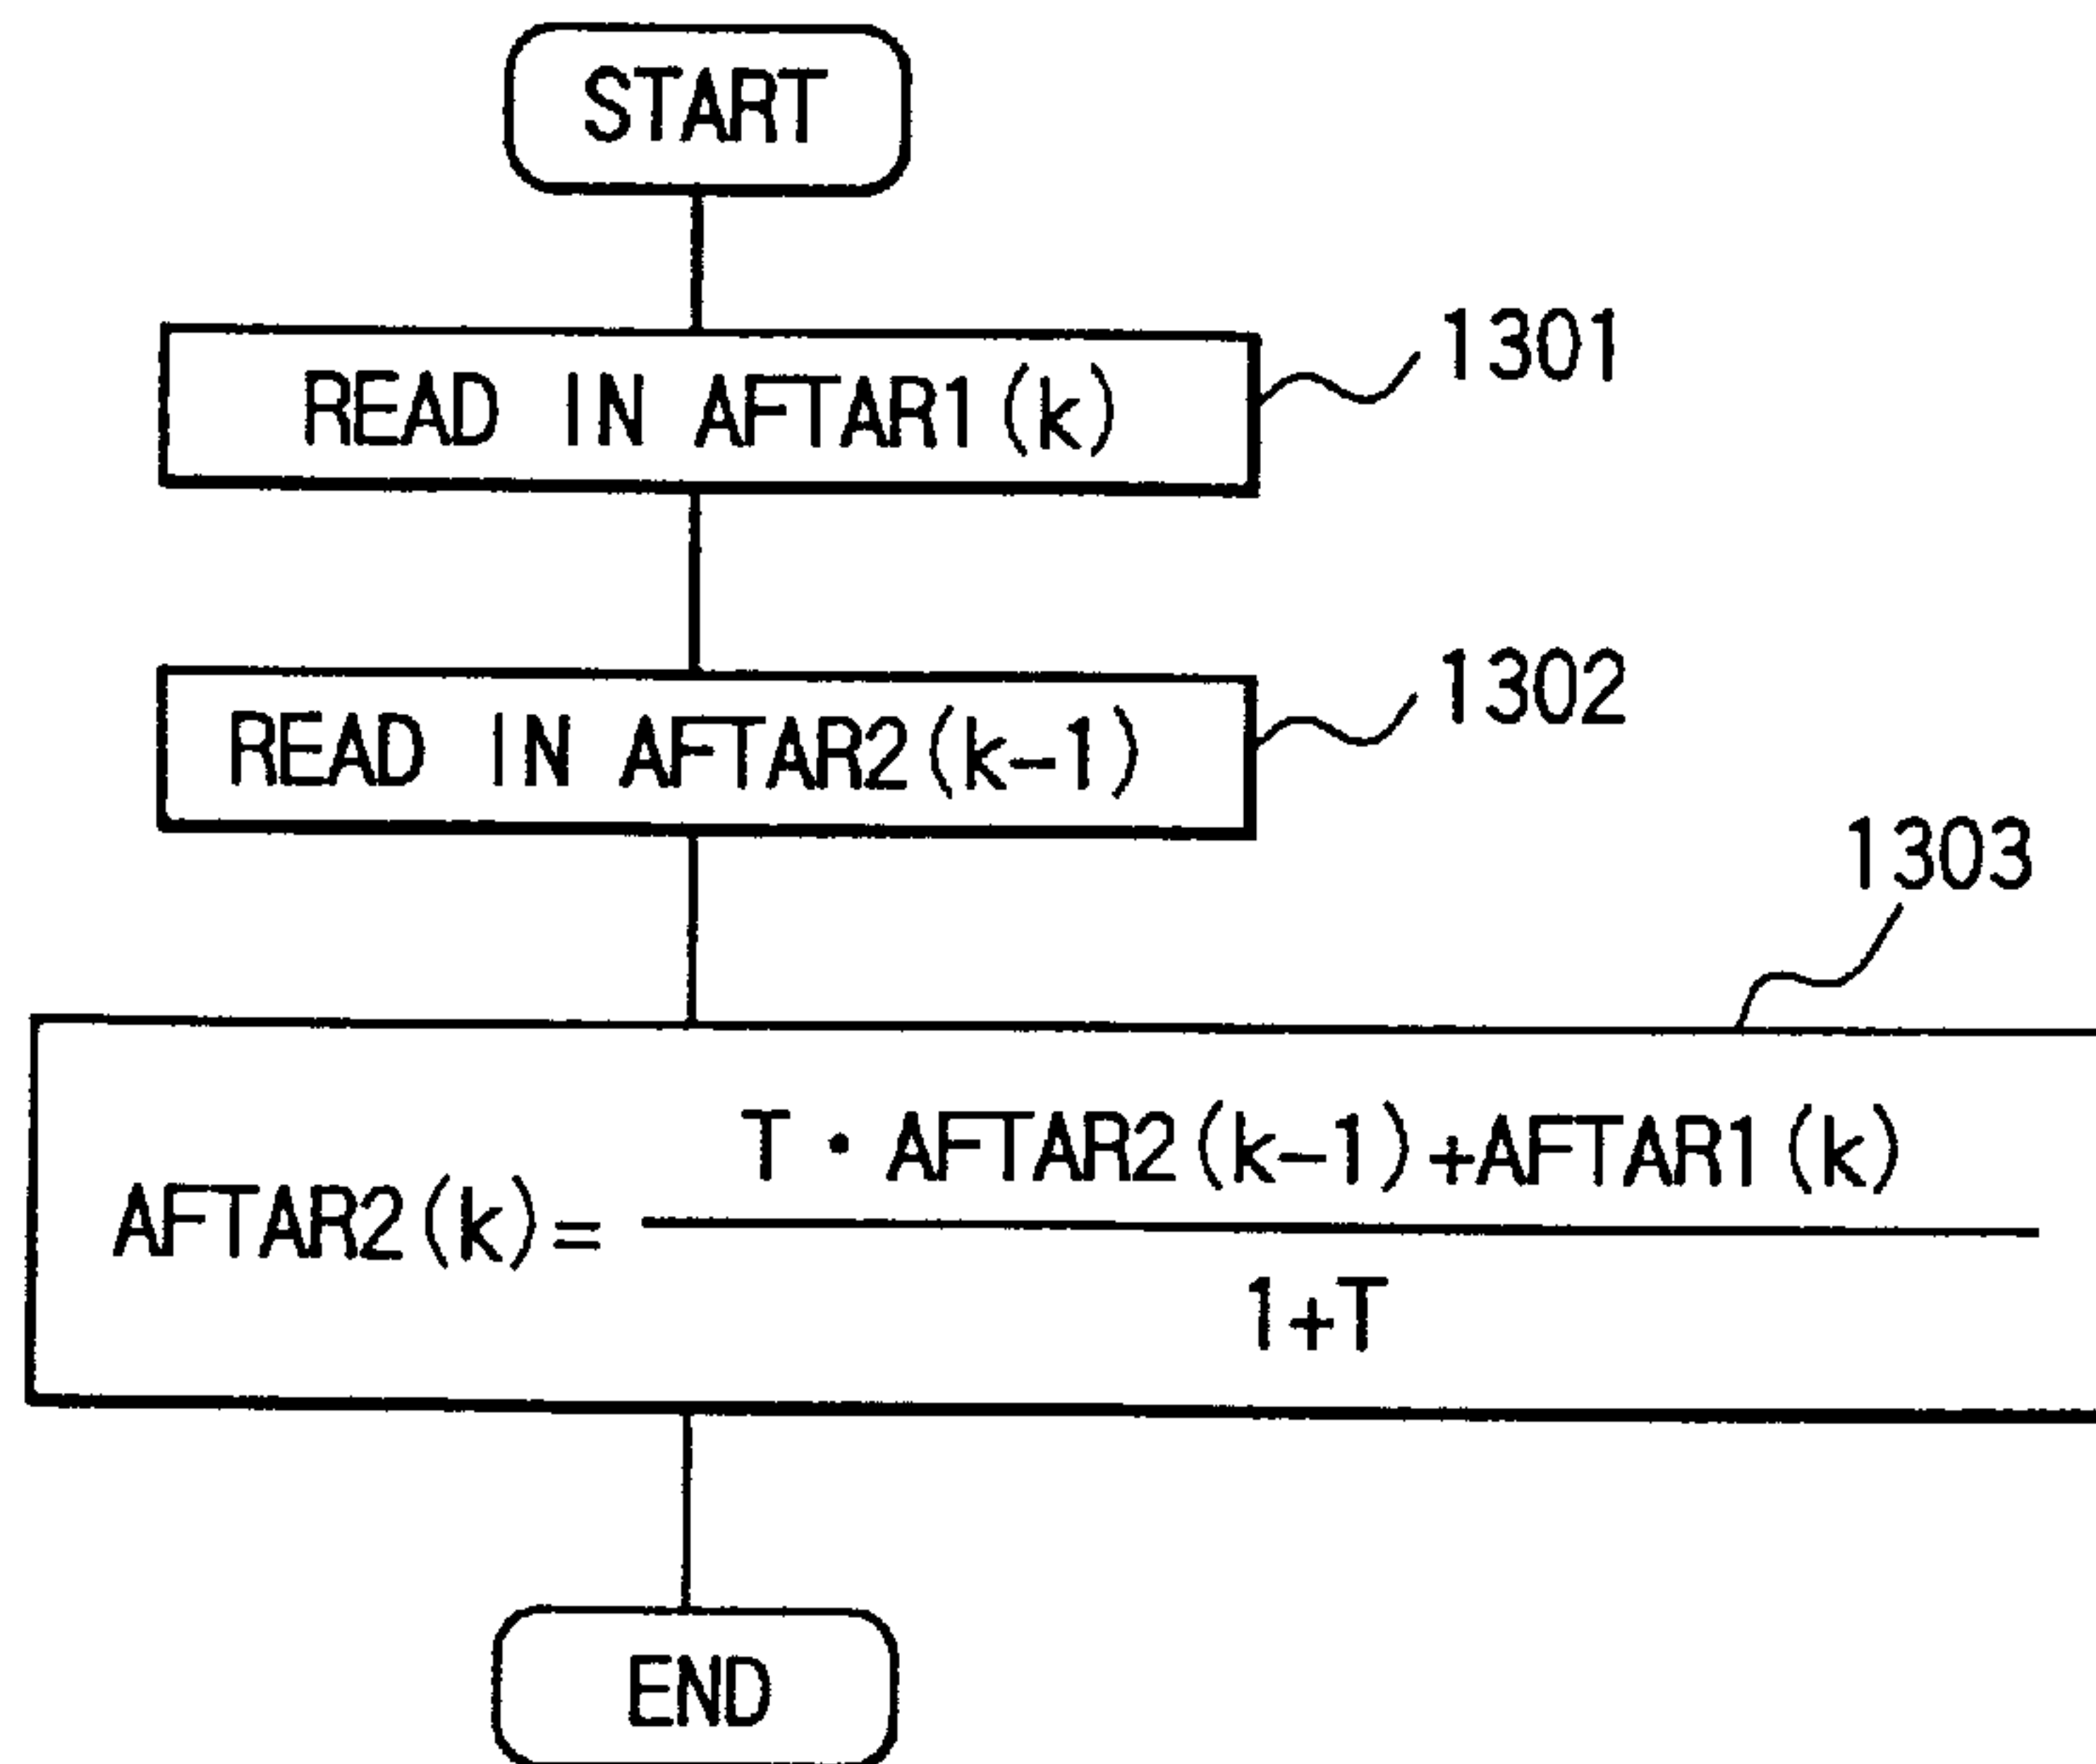 START
READ IN AFTAR1(k)
1301
READ IN AFTAR2(k-1)
1302
1303
AFTAR2(k)=
T · AFTAR2(k-1)+AFTAR1(k)
1+T
END